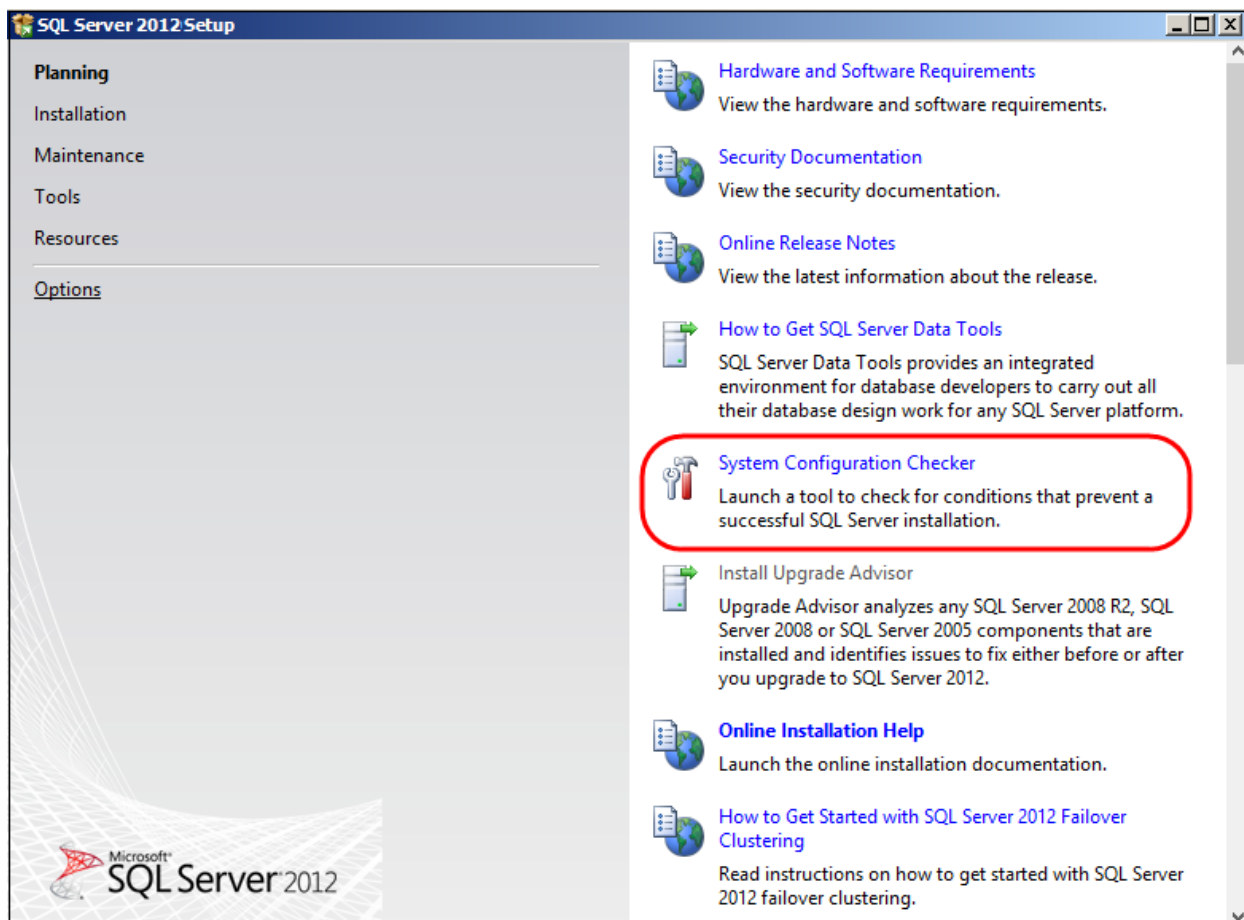 SQL Server 2012 Setup
Planning
Installation
Maintenance
Tools
Resources
Options
Hardware and Software Requirements
View the hardware and software requirements.
Security Documentation
View the security documentation.
Online Release Notes
View the latest information about the release.
How to Get SQL Server Data Tools
SQL Server Data Tools provides an integrated
environment for database developers to carry out all
their database design work for any SQL Server platform.
System Configuration Checker
Launch a tool to check for conditions that prevent a
successful SQL Server installation.
Install Upgrade Advisor
Upgrade Advisor analyzes any SQL Server 2008 R2, SQL
Server 2008 or SQL Server 2005 components that are
installed and identifies issues to fix either before or after
you upgrade to SQL Server 2012.
Online Installation Help
Launch the online installation documentation.
How to Get Started with SQL Server 2012 Failover
Clustering
Read instructions on how to get started with SQL Server
2012 failover clustering.
Microsoft®
SQL Server® 2012